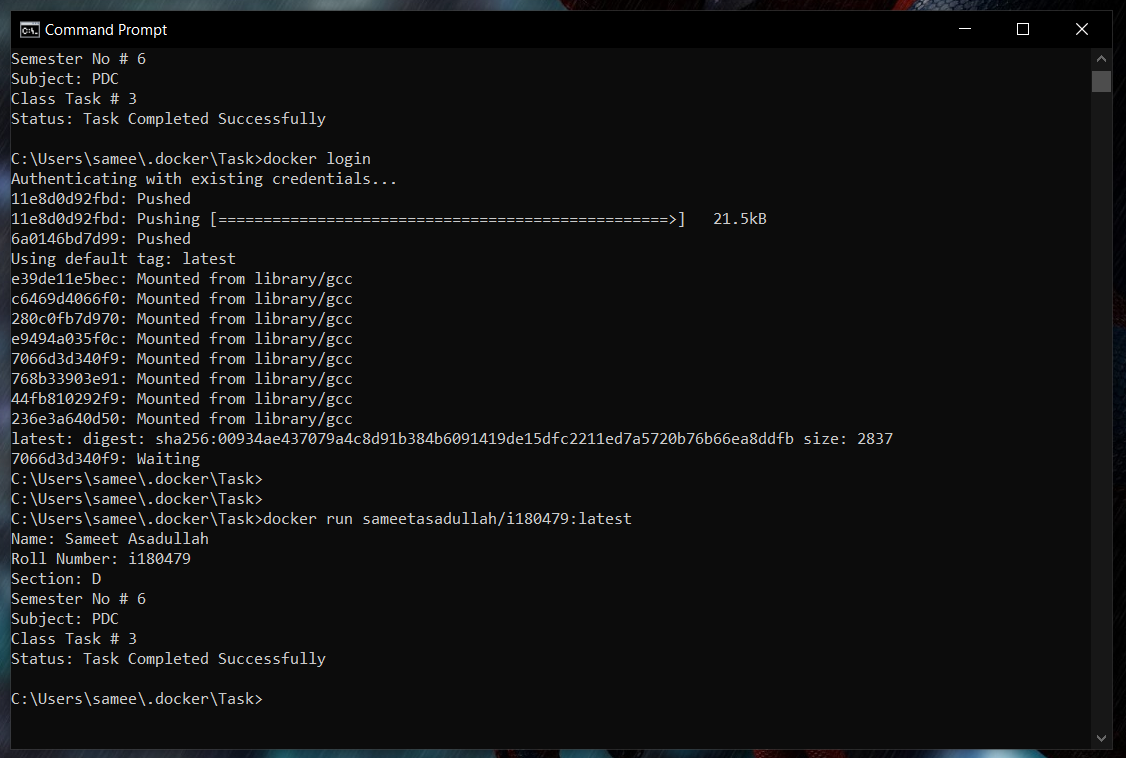 Command Prompt
Semester No # 6
Subject: PDC
Class Task # 3
Status: Task Completed Successfully
C:\Users\samee\.docker\Task>docker login
Authenticating with existing credentials...
11e8d0d92fbd: Pushed
11e8d0d92fbd: Pushing [==================================================>]   21.5kB
6a0146bd7d99: Pushed
Using default tag: latest
e39de11e5bec: Mounted from library/gcc
c6469d4066f0: Mounted from library/gcc
280c0fb7d970: Mounted from library/gcc
e9494a035f0c: Mounted from library/gcc
7066d3d340f9: Mounted from library/gcc
768b33903e91: Mounted from library/gcc
44fb810292f9: Mounted from library/gcc
236e3a640d50: Mounted from library/gcc
latest: digest: sha256:00934ae437079a4c8d91b384b6091419de15dfc2211ed7a5720b76b66ea8ddfb size: 2837
7066d3d340f9: Waiting
C:\Users\samee\.docker\Task>
C:\Users\samee\.docker\Task>
C:\Users\samee\.docker\Task>docker run sameetasadullah/i180479:latest
Name: Sameet Asadullah
Roll Number: i180479
Section: D
Semester No # 6
Subject: PDC
Class Task # 3
Status: Task Completed Successfully
C:\Users\samee\.docker\Task>